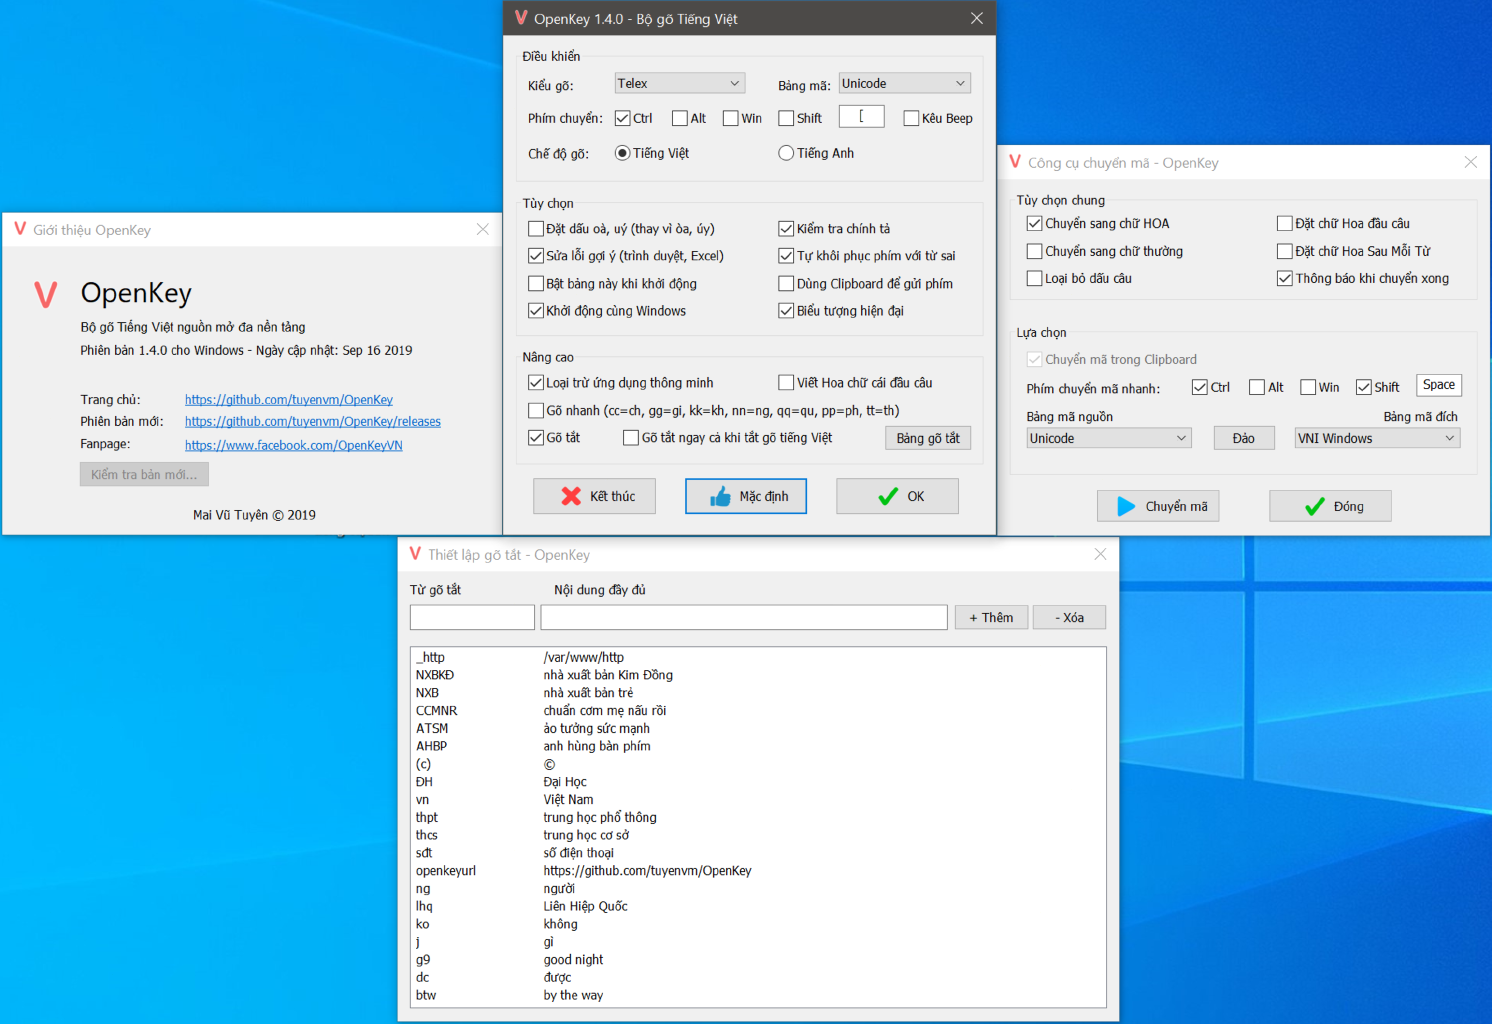 OpenKey 1.4.0 - Bộ gõ Tiếng Việt
Điều khiển
Kiểu gõ: Telex Bảng mã: Unicode
Phím chuyển: Ctrl Alt Win Shift [ Kêu Beep
Chế độ gõ: Tiếng Việt Tiếng Anh
Tùy chọn
Đặt dấu oà, uý (thay vì òa, úy) Kiểm tra chính tả
Sửa lỗi gợi ý (trình duyệt, Excel) Tự khôi phục phím với từ sai
Bật bảng này khi khởi động Dùng Clipboard để gửi phím
Khởi động cùng Windows Biểu tượng hiện đại
Nâng cao
Loại trừ ứng dụng thông minh Viết Hoa chữ cái đầu câu
Gõ nhanh (cc=ch, gg=gi, kk=kh, nn=ng, qq=qu, pp=ph, tt=th)
Gõ tắt Gõ tắt ngay cả khi tắt gõ tiếng Việt Bảng gõ tắt
Kết thúc Mặc định OK
Giới thiệu OpenKey
OpenKey
Bộ gõ Tiếng Việt nguồn mở đa nền tảng
Phiên bản 1.4.0 cho Windows - Ngày cập nhật: Sep 16 2019
Trang chủ: https://github.com/tuyenvm/OpenKey
Phiên bản mới: https://github.com/tuyenvm/OpenKey/releases
Fanpage: https://www.facebook.com/OpenKeyVN
Kiểm tra bản mới...
Mai Vũ Tuyên © 2019
Công cụ chuyển mã - OpenKey
Tùy chọn chung
Chuyển sang chữ HOA Đặt chữ Hoa đầu câu
Chuyển sang chữ thường Đặt chữ Hoa Sau Mỗi Từ
Loại bỏ dấu câu Thông báo khi chuyển xong
Lựa chọn
Chuyển mã trong Clipboard
Phím chuyển mã nhanh: Ctrl Alt Win Shift Space
Bảng mã nguồn Bảng mã đích
Unicode Đảo VNI Windows
Chuyển mã Đóng
Thiết lập gõ tắt - OpenKey
Từ gõ tắt Nội dung đầy đủ
+ Thêm - Xóa
_http /var/www/http
NXBKĐ nhà xuất bản Kim Đồng
NXB nhà xuất bản trẻ
CCMNR chuẩn cơm mẹ nấu rồi
ATSM ảo tưởng sức mạnh
AHBP anh hùng bàn phím
(c) ©
ĐH Đại Học
vn Việt Nam
thpt trung học phổ thông
thcs trung học cơ sở
sđt số điện thoại
openkeyurl https://github.com/tuyenvm/OpenKey
ng người
lhq Liên Hiệp Quốc
ko không
j gì
g9 good night
dc được
btw by the way